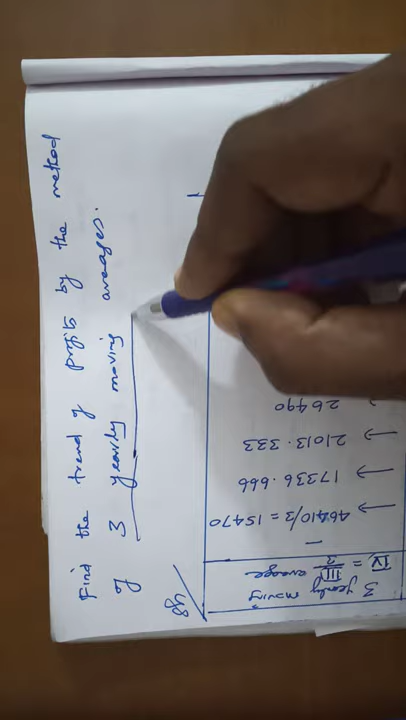 Find the trend of profits by the method
of 3 yearly moving averages.
3 yearly moving
IV = III/3 average
–
→ 46410/3 = 15470
→ 17336.666
→ 21013.333
→ 26490